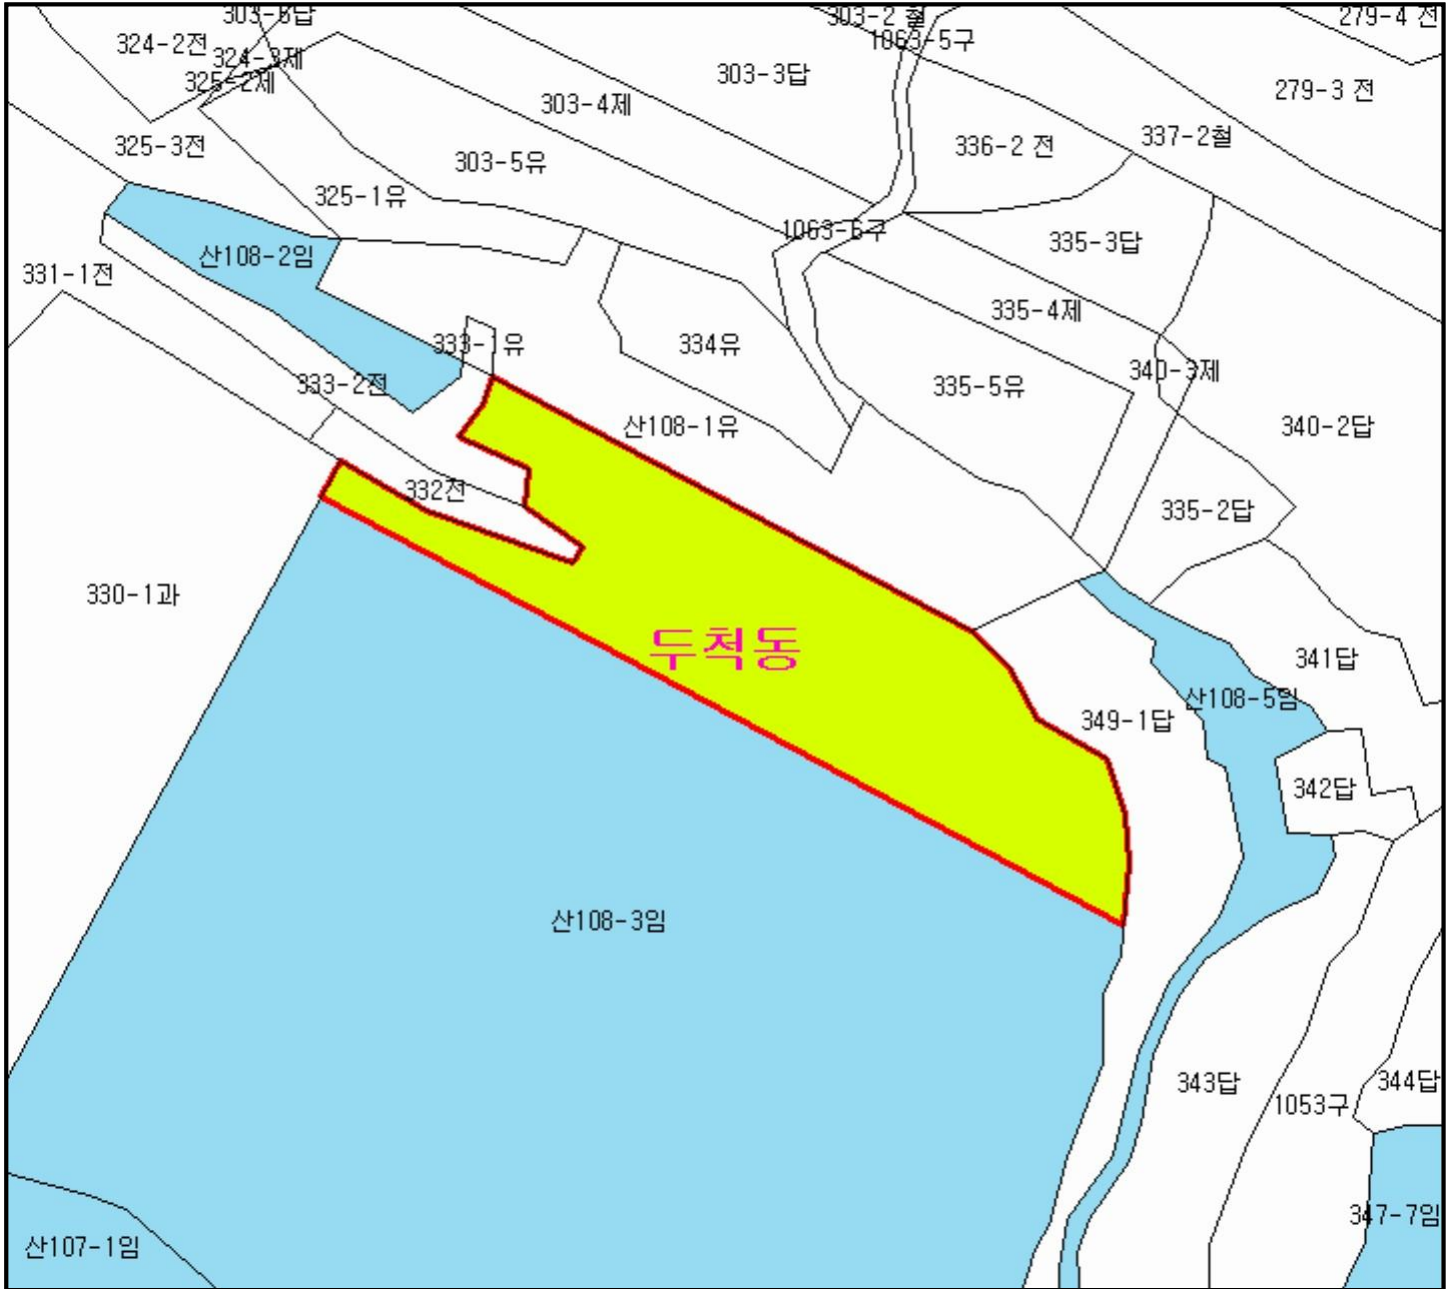 303-6답
303-2 철
279-4 전
324-2전
1063-5구
324-3제
303-3답
325-2제
279-3 전
303-4제
337-2철
325-3전
336-2 전
303-5유
325-1유
1063-6구
335-3답
산108-2임
331-1전
335-4제
333-1유
334유
340-3제
333-2전
335-5유
산108-1유
340-2답
332전
335-2답
330-1과
두척동
341답
산108-5임
349-1답
342답
산108-3임
343답
344답
1053구
347-7임
산107-1임